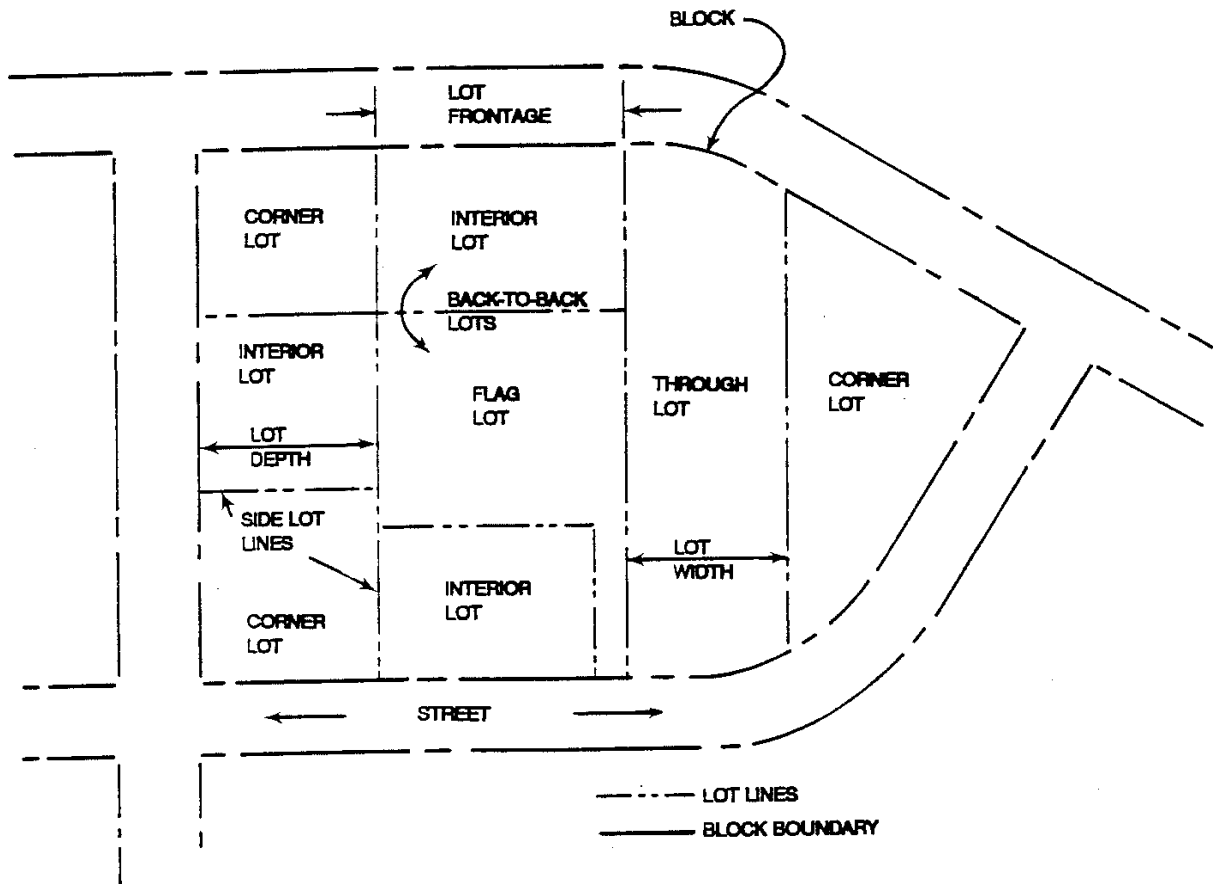 BLOCK
LOT
FRONTAGE
CORNER
LOT
INTERIOR
LOT
BACK-TO-BACK
LOTS
INTERIOR
LOT
FLAG
LOT
THROUGH
LOT
CORNER
LOT
LOT
DEPTH
SIDE LOT
LINES
LOT
WIDTH
INTERIOR
LOT
CORNER
LOT
STREET
LOT LINES
BLOCK BOUNDARY